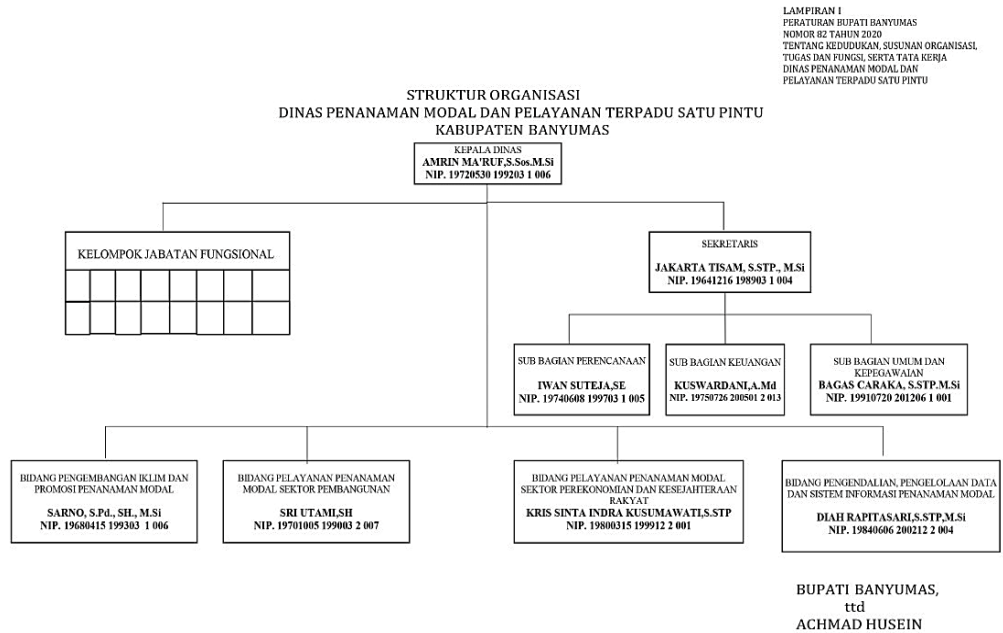 LAMPIRAN I
PERATURAN BUPATI BANYUMAS
NOMOR 82 TAHUN 2020
TENTANG KEDUDUKAN, SUSUNAN ORGANISASI,
TUGAS DAN FUNGSI, SERTA TATA KERJA
DINAS PENANAMAN MODAL DAN
PELAYANAN TERPADU SATU PINTU
STRUKTUR ORGANISASI
DINAS PENANAMAN MODAL DAN PELAYANAN TERPADU SATU PINTU
KABUPATEN BANYUMAS
KEPALA DINAS
AMRIN MA'RUF,S.Sos.M.Si
NIP. 19720530 199203 1 006
KELOMPOK JABATAN FUNGSIONAL
SEKRETARIS
JAKARTA TISAM, S.STP., M.Si
NIP. 19641216 198903 1 004
SUB BAGIAN PERENCANAAN
IWAN SUTEJA,SE
NIP. 19740608 199703 1 005
SUB BAGIAN KEUANGAN
KUSWARDANI,A.Md
NIP. 19750726 200501 2 013
SUB BAGIAN UMUM DAN
KEPEGAWAIAN
BAGAS CARAKA, S.STP.M.Si
NIP. 19910720 201206 1 001
BIDANG PENGEMBANGAN IKLIM DAN
PROMOSI PENANAMAN MODAL
SARNO, S.Pd., SH., M.Si
NIP. 19680415 199303 1 006
BIDANG PELAYANAN PENANAMAN
MODAL SEKTOR PEMBANGUNAN
SRI UTAMI,SH
NIP. 19701005 199003 2 007
BIDANG PELAYANAN PENANAMAN MODAL
SEKTOR PEREKONOMIAN DAN KESEJAHTERAAN
RAKYAT
KRIS SINTA INDRA KUSUMAWATI,S.STP
NIP. 19800315 199912 2 001
BIDANG PENGENDALIAN, PENGELOLAAN DATA
DAN SISTEM INFORMASI PENANAMAN MODAL
DIAH RAPITASARI,S.STP,M.Si
NIP. 19840606 200212 2 004
BUPATI BANYUMAS,
ttd
ACHMAD HUSEIN